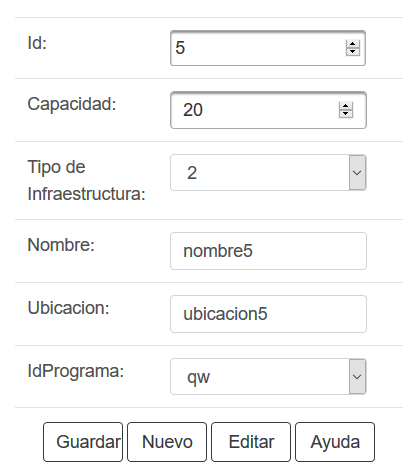 Id: 5
Capacidad: 20
Tipo de 2
Infraestructura:
Nombre: nombre5
Ubicacion: ubicacion5
IdPrograma: qw
Guardar Nuevo Editar Ayuda